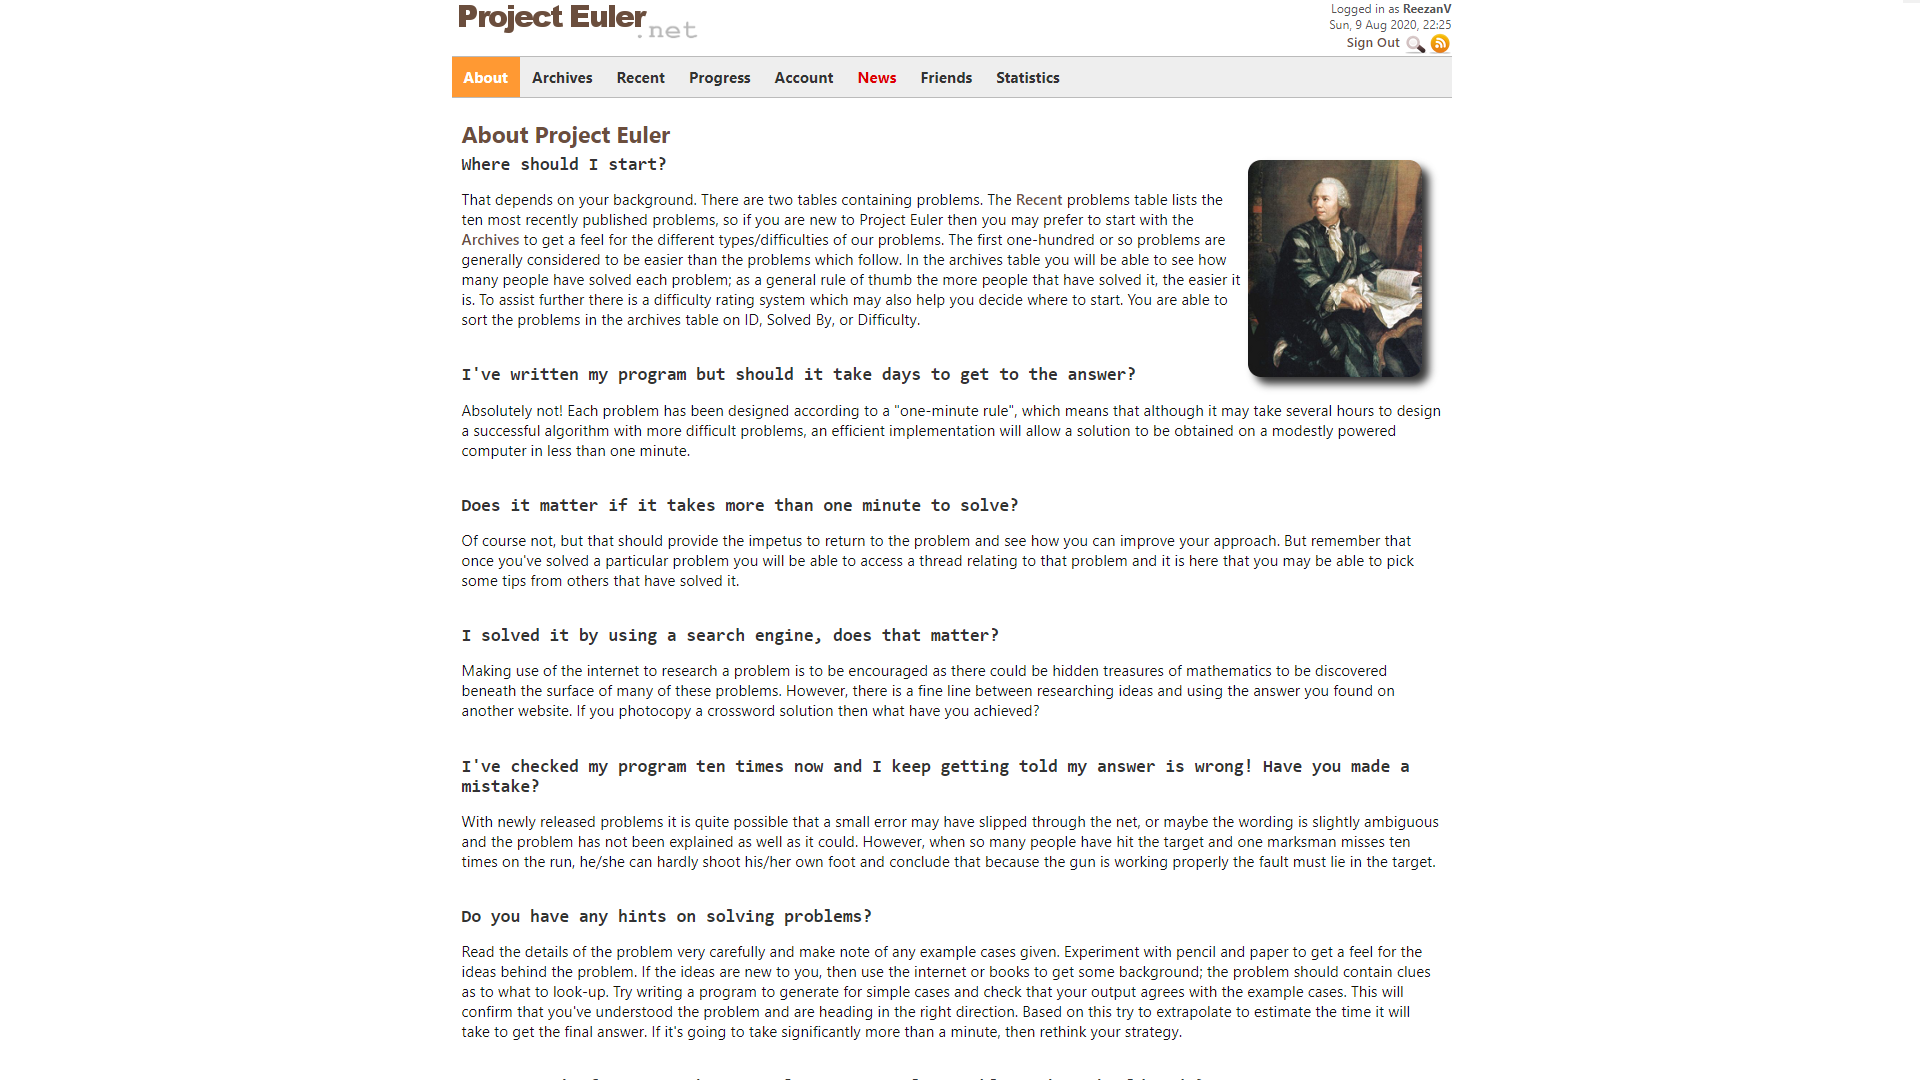 Project Euler.net
Logged in as ReezanV
Sun, 9 Aug 2020, 22:25
Sign Out
About Archives Recent Progress Account News Friends Statistics
About Project Euler
Where should I start?
That depends on your background. There are two tables containing problems. The Recent problems table lists the
ten most recently published problems, so if you are new to Project Euler then you may prefer to start with the
Archives to get a feel for the different types/difficulties of our problems. The first one-hundred or so problems are
generally considered to be easier than the problems which follow. In the archives table you will be able to see how
many people have solved each problem; as a general rule of thumb the more people that have solved it, the easier it
is. To assist further there is a difficulty rating system which may also help you decide where to start. You are able to
sort the problems in the archives table on ID, Solved By, or Difficulty.
I've written my program but should it take days to get to the answer?
Absolutely not! Each problem has been designed according to a "one-minute rule", which means that although it may take several hours to design
a successful algorithm with more difficult problems, an efficient implementation will allow a solution to be obtained on a modestly powered
computer in less than one minute.
Does it matter if it takes more than one minute to solve?
Of course not, but that should provide the impetus to return to the problem and see how you can improve your approach. But remember that
once you've solved a particular problem you will be able to access a thread relating to that problem and it is here that you may be able to pick
some tips from others that have solved it.
I solved it by using a search engine, does that matter?
Making use of the internet to research a problem is to be encouraged as there could be hidden treasures of mathematics to be discovered
beneath the surface of many of these problems. However, there is a fine line between researching ideas and using the answer you found on
another website. If you photocopy a crossword solution then what have you achieved?
I've checked my program ten times now and I keep getting told my answer is wrong! Have you made a
mistake?
With newly released problems it is quite possible that a small error may have slipped through the net, or maybe the wording is slightly ambiguous
and the problem has not been explained as well as it could. However, when so many people have hit the target and one marksman misses ten
times on the run, he/she can hardly shoot his/her own foot and conclude that because the gun is working properly the fault must lie in the target.
Do you have any hints on solving problems?
Read the details of the problem very carefully and make note of any example cases given. Experiment with pencil and paper to get a feel for the
ideas behind the problem. If the ideas are new to you, then use the internet or books to get some background; the problem should contain clues
as to what to look-up. Try writing a program to generate for simple cases and check that your output agrees with the example cases. This will
confirm that you've understood the problem and are heading in the right direction. Based on this try to extrapolate to estimate the time it will
take to get the final answer. If it's going to take significantly more than a minute, then rethink your strategy.